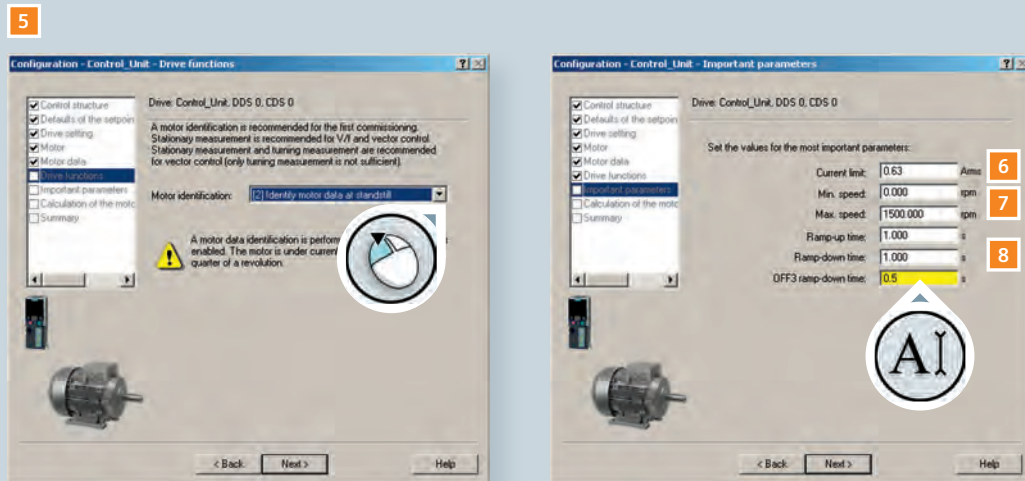 5
Configuration - Control_Unit - Drive functions
Control structure
Defaults of the setpoin
Drive setting
Motor
Motor data
Drive functions
Important parameters
Calculation of the moto
Summary
Drive: Control_Unit, DDS 0, CDS 0
A motor identification is recommended for the first commissioning.
Stationary measurement is recommended for V/f and vector control.
Stationary measurement and turning measurement are recommended
for vector control (only turning measurement is not sufficient).
Motor identification:
[2] Identify motor data at standstill
A motor data identification is perform
enabled. The motor is under current
quarter of a revolution.
< Back
Next >
Help
Configuration - Control_Unit - Important parameters
Control structure
Defaults of the setpoin
Drive setting
Motor
Motor data
Drive functions
Important parameters
Calculation of the moto
Summary
Drive: Control_Unit, DDS 0, CDS 0
Set the values for the most important parameters:
Current limit: 0.63 Arms 6
Min. speed: 0.000 rpm 7
Max. speed: 1500.000 rpm
Ramp-up time: 1.000 s
Ramp-down time: 1.000 s 8
OFF3 ramp-down time: 0.5 s
A
< Back
Next >
Help